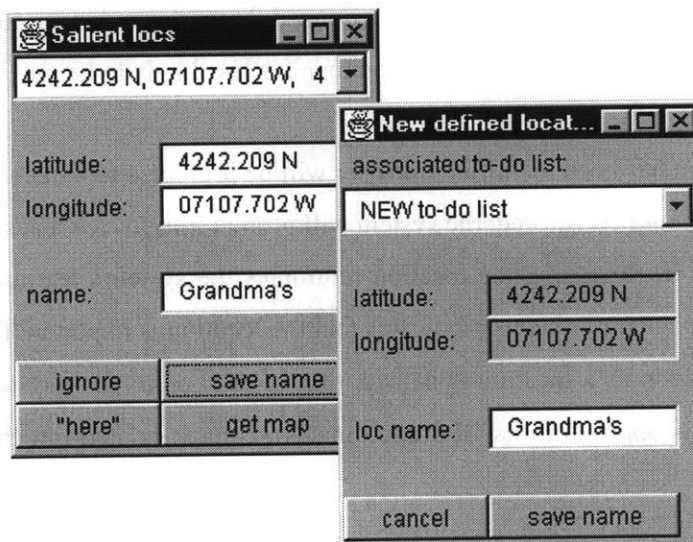 Salient locs
4242.209 N, 07107.702 W, 4
latitude: 4242.209 N
longitude: 07107.702 W
name: Grandma's
ignore save name
"here" get map
New defined locat...
associated to-do list:
NEW to-do list
latitude: 4242.209 N
longitude: 07107.702 W
loc name: Grandma's
cancel save name